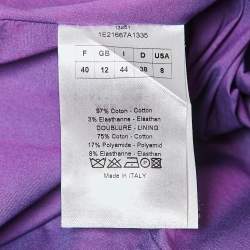 1E21667A1335
F GB I D USA
40 12 44 38 8
97% Coton - Cotton
3% Elasthanne - Elasthan
DOUBLURE - LINING
75% Coton - Cotton
17% Polyamide - Polyamid
8% Elasthanne - Elasthan
Made in ITALY